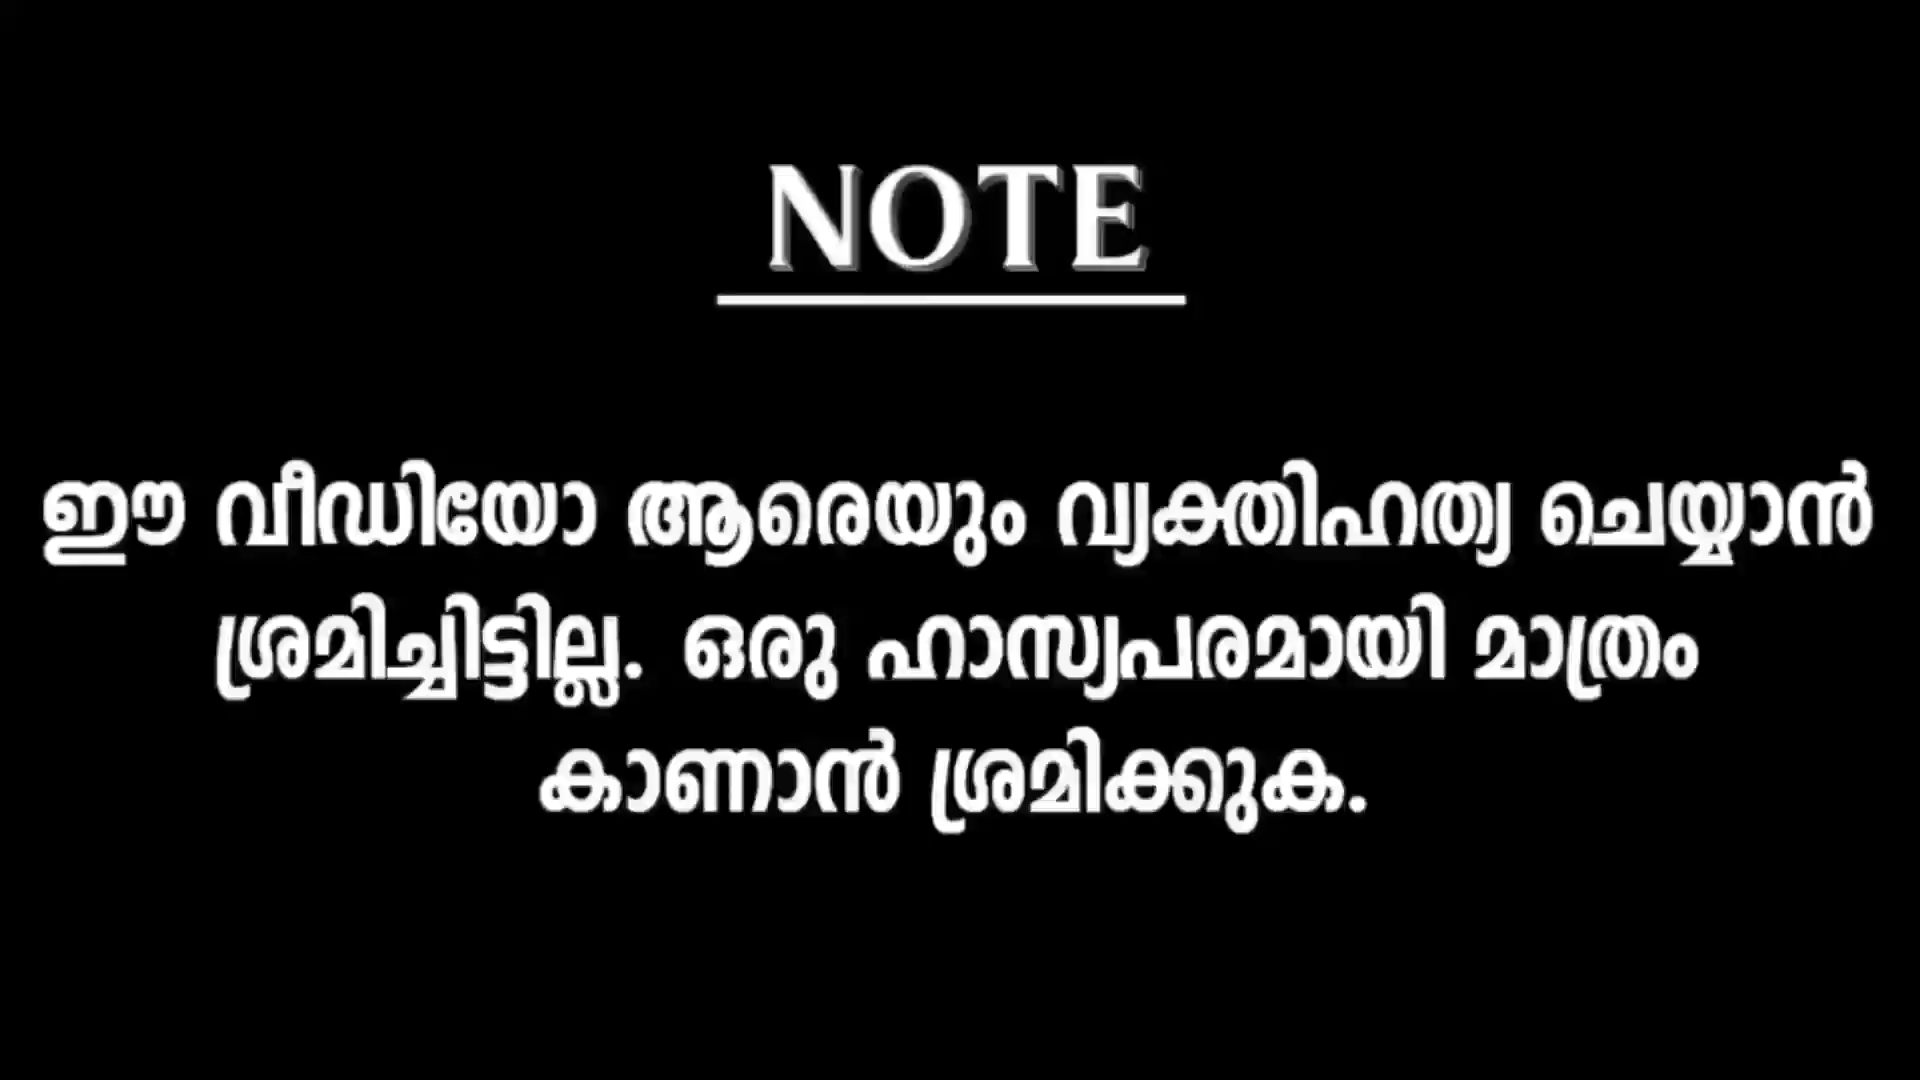 NOTE
ഈ വീഡിയോ ആരെയും വ്യക്തിഹത്യ ചെയ്യാൻ
ശ്രമിച്ചിട്ടില്ല. ഒരു ഹാസ്യപരമായി മാത്രം
കാണാൻ ശ്രമിക്കുക.